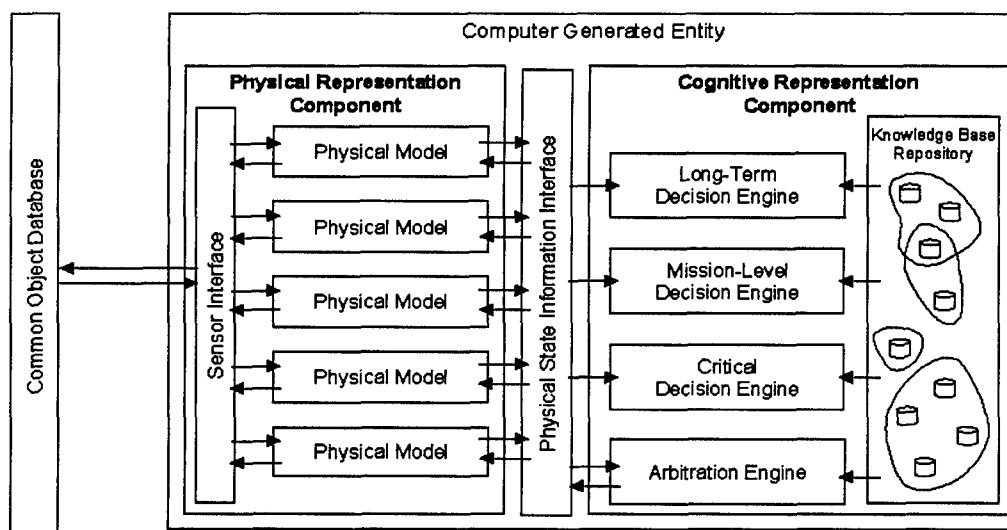 Computer Generated Entity
Common Object Database
Physical Representation
Component
Sensor Interface
Physical Model
Physical Model
Physical Model
Physical Model
Physical Model
Physical State Information Interface
Cognitive Representation
Component
Long-Term
Decision Engine
Mission-Level
Decision Engine
Critical
Decision Engine
Arbitration Engine
Knowledge Base
Repository